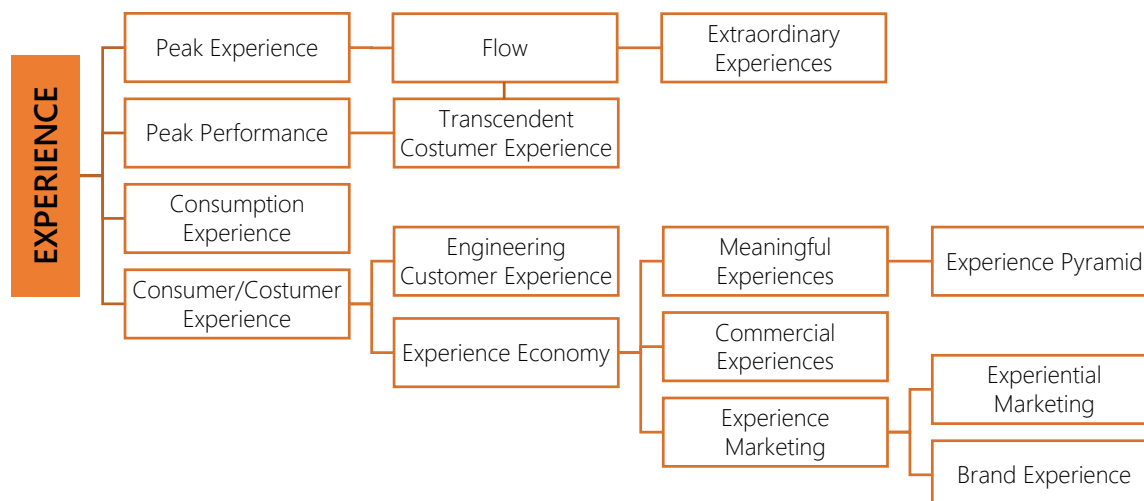 EXPERIENCE
Peak Experience
Flow
Extraordinary
Experiences
Peak Performance
Transcendent
Costumer Experience
Consumption
Experience
Consumer/Costumer
Experience
Engineering
Customer Experience
Experience Economy
Meaningful
Experiences
Experience Pyramid
Commercial
Experiences
Experience
Marketing
Experiential
Marketing
Brand Experience